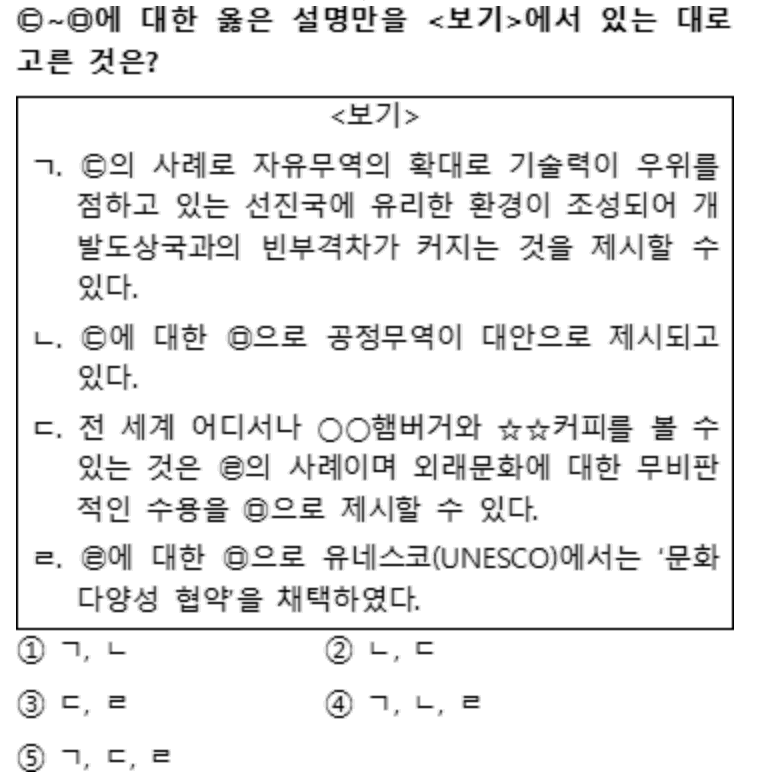 ㉢~㉤에 대한 옳은 설명만을 <보기>에서 있는 대로
고른 것은?
<보기>
ㄱ. ㉢의 사례로 자유무역의 확대로 기술력이 우위를
점하고 있는 선진국에 유리한 환경이 조성되어 개
발도상국과의 빈부격차가 커지는 것을 제시할 수
있다.
ㄴ. ㉢에 대한 ㉤으로 공정무역이 대안으로 제시되고
있다.
ㄷ. 전 세계 어디서나 ○○햄버거와 ☆☆커피를 볼 수
있는 것은 ㉣의 사례이며 외래문화에 대한 무비판
적인 수용을 ㉤으로 제시할 수 있다.
ㄹ. ㉣에 대한 ㉤으로 유네스코(UNESCO)에서는 '문화
다양성 협약'을 채택하였다.
① ㄱ, ㄴ ② ㄴ, ㄷ
③ ㄷ, ㄹ ④ ㄱ, ㄴ, ㄹ
⑤ ㄱ, ㄷ, ㄹ